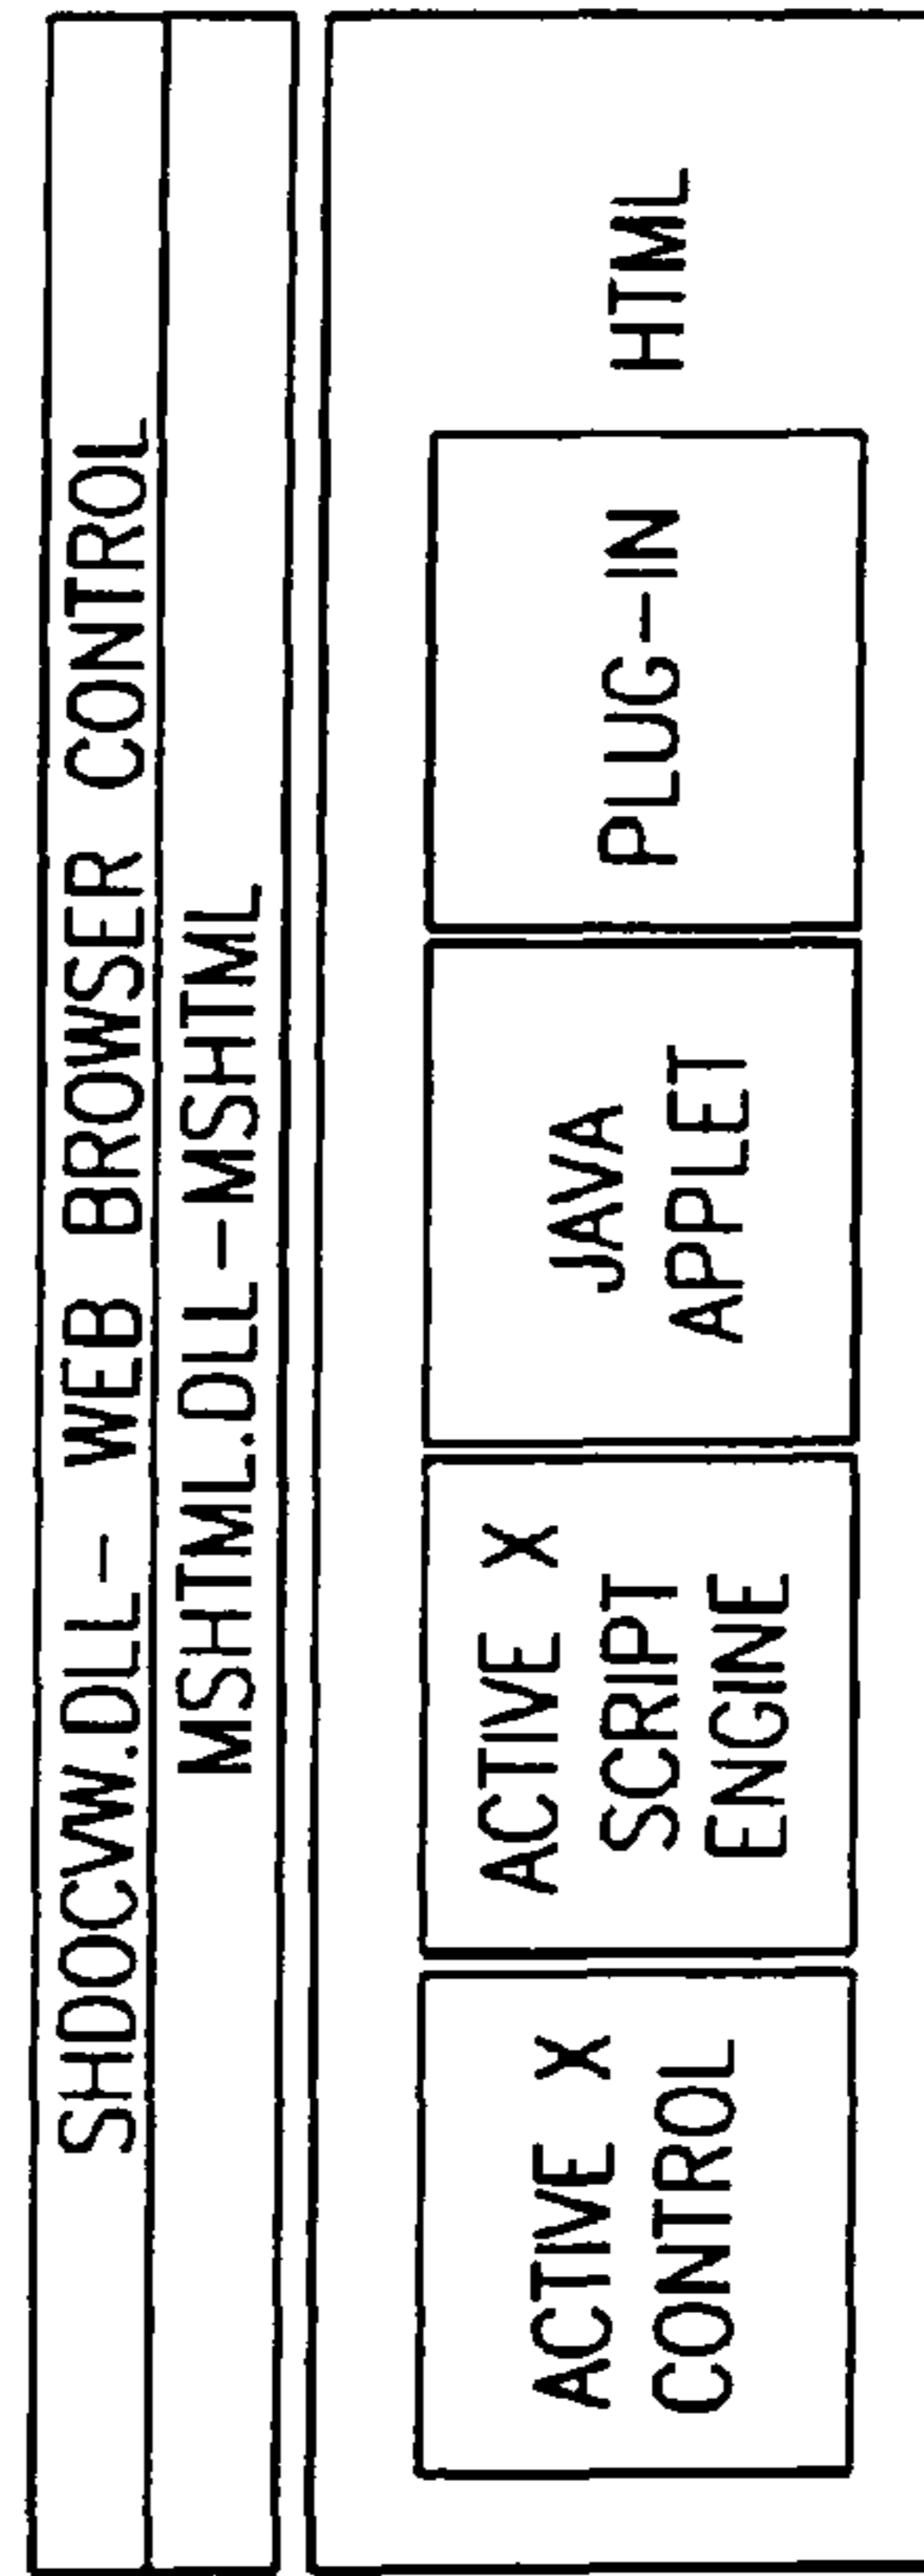 SHDOCVW.DLL- WEB BROWSER CONTROL
MSHTML.DLL-MSHTML
ACTIVE X
CONTROL
ACTIVE X
SCRIPT
ENGINE
JAVA
APPLET
PLUG-IN
HTML